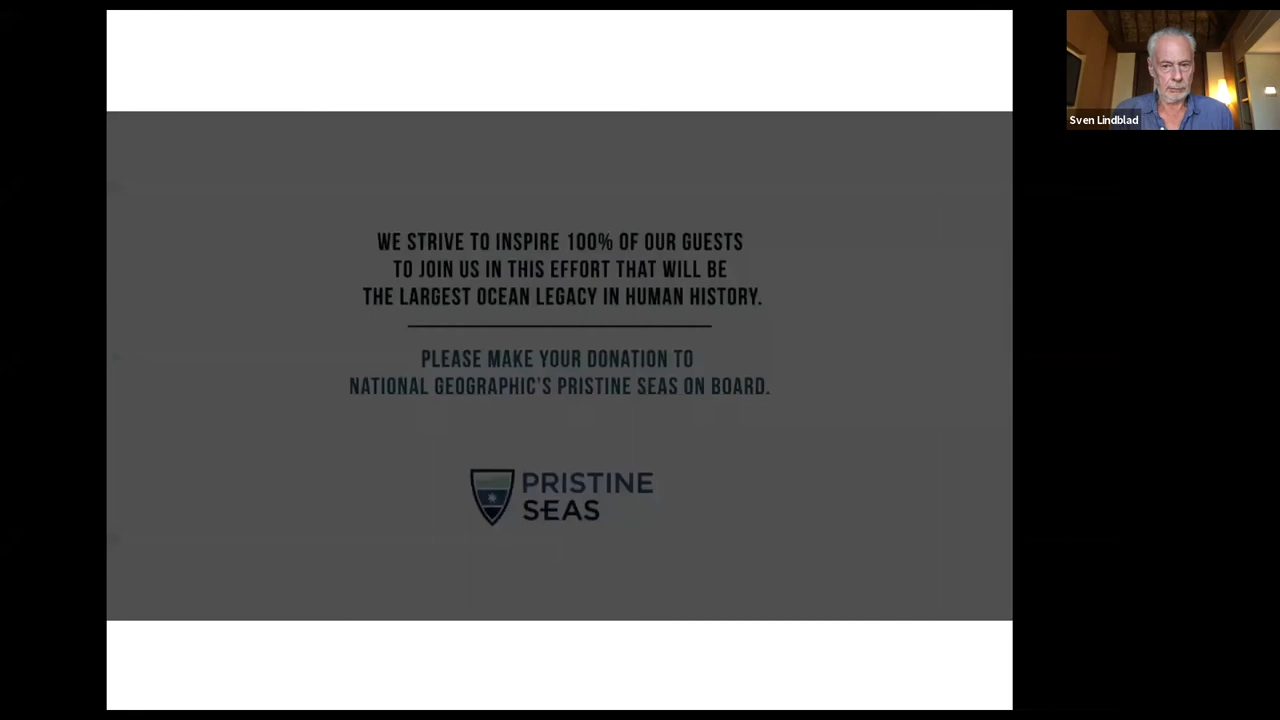 WE STRIVE TO INSPIRE 100% OF OUR GUESTS
TO JOIN US IN THIS EFFORT THAT WILL BE
THE LARGEST OCEAN LEGACY IN HUMAN HISTORY.
PLEASE MAKE YOUR DONATION TO
NATIONAL GEOGRAPHIC'S PRISTINE SEAS ON BOARD.
PRISTINE
SEAS
Sven Lindblad